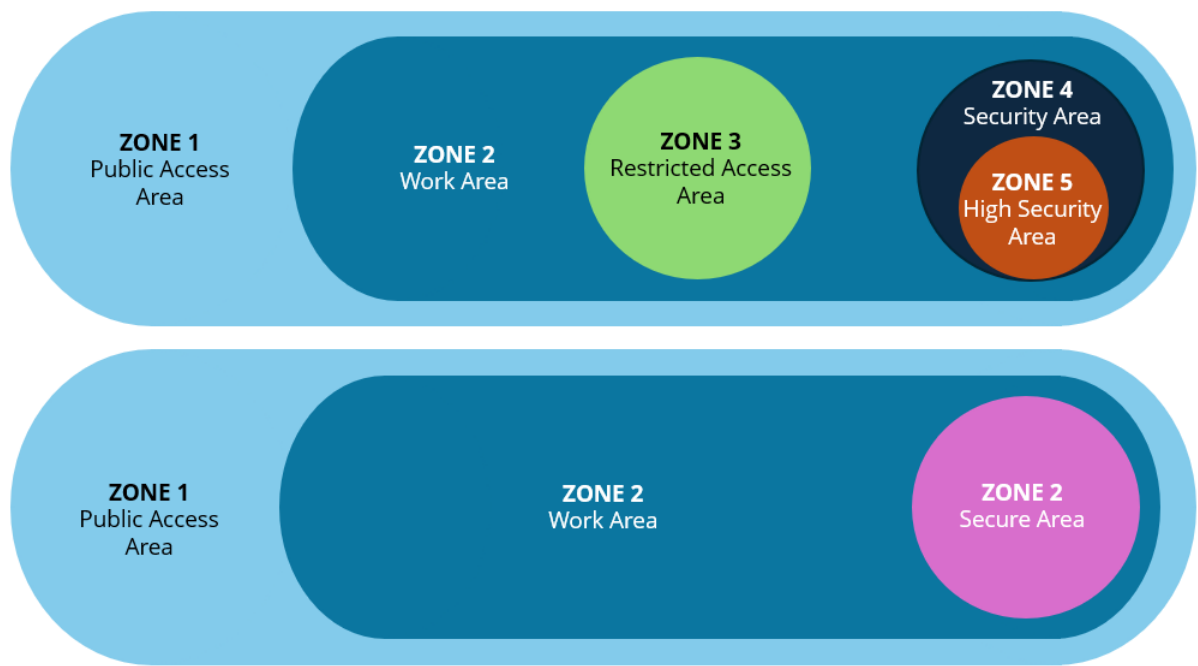 ZONE 1
Public Access
Area
ZONE 2
Work Area
ZONE 3
Restricted Access
Area
ZONE 4
Security Area
ZONE 5
High Security
Area
ZONE 1
Public Access
Area
ZONE 2
Work Area
ZONE 2
Secure Area